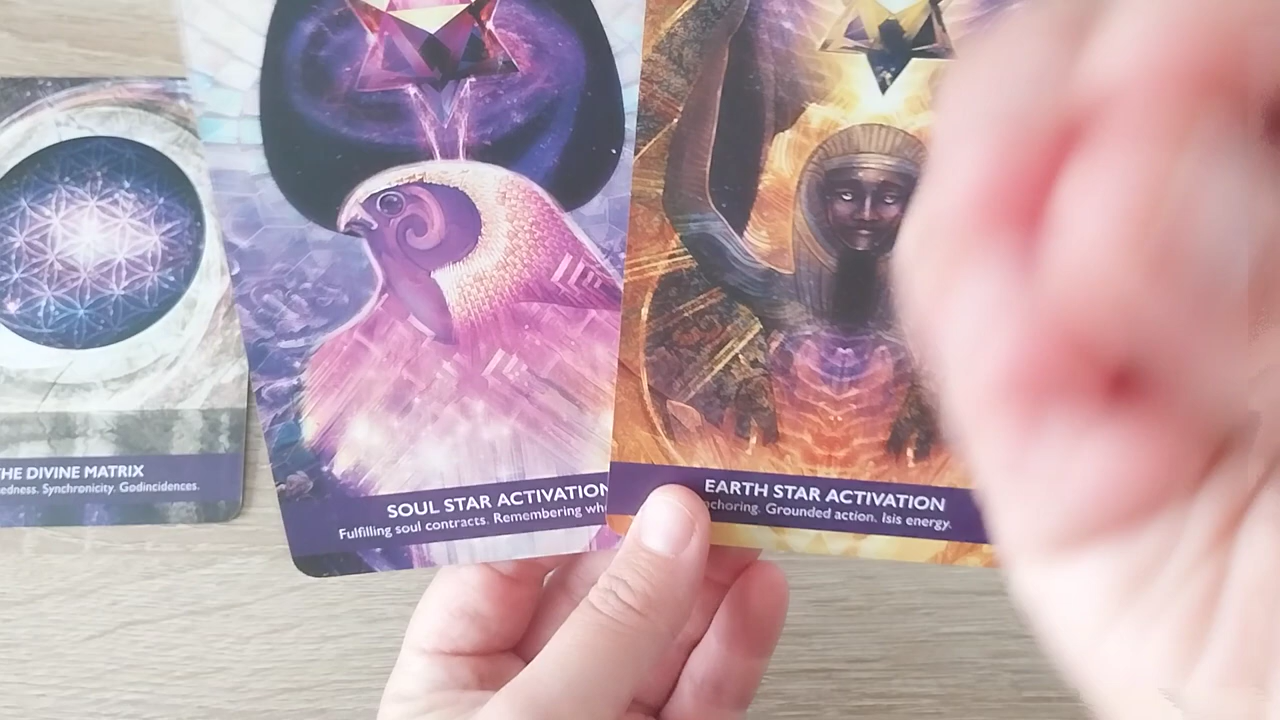 HE DIVINE MATRIX
edness. Synchronicity. Godincidences.
SOUL STAR ACTIVATION
Fulfilling soul contracts. Remembering wh
EARTH STAR ACTIVATION
nchoring. Grounded action. Isis energy.